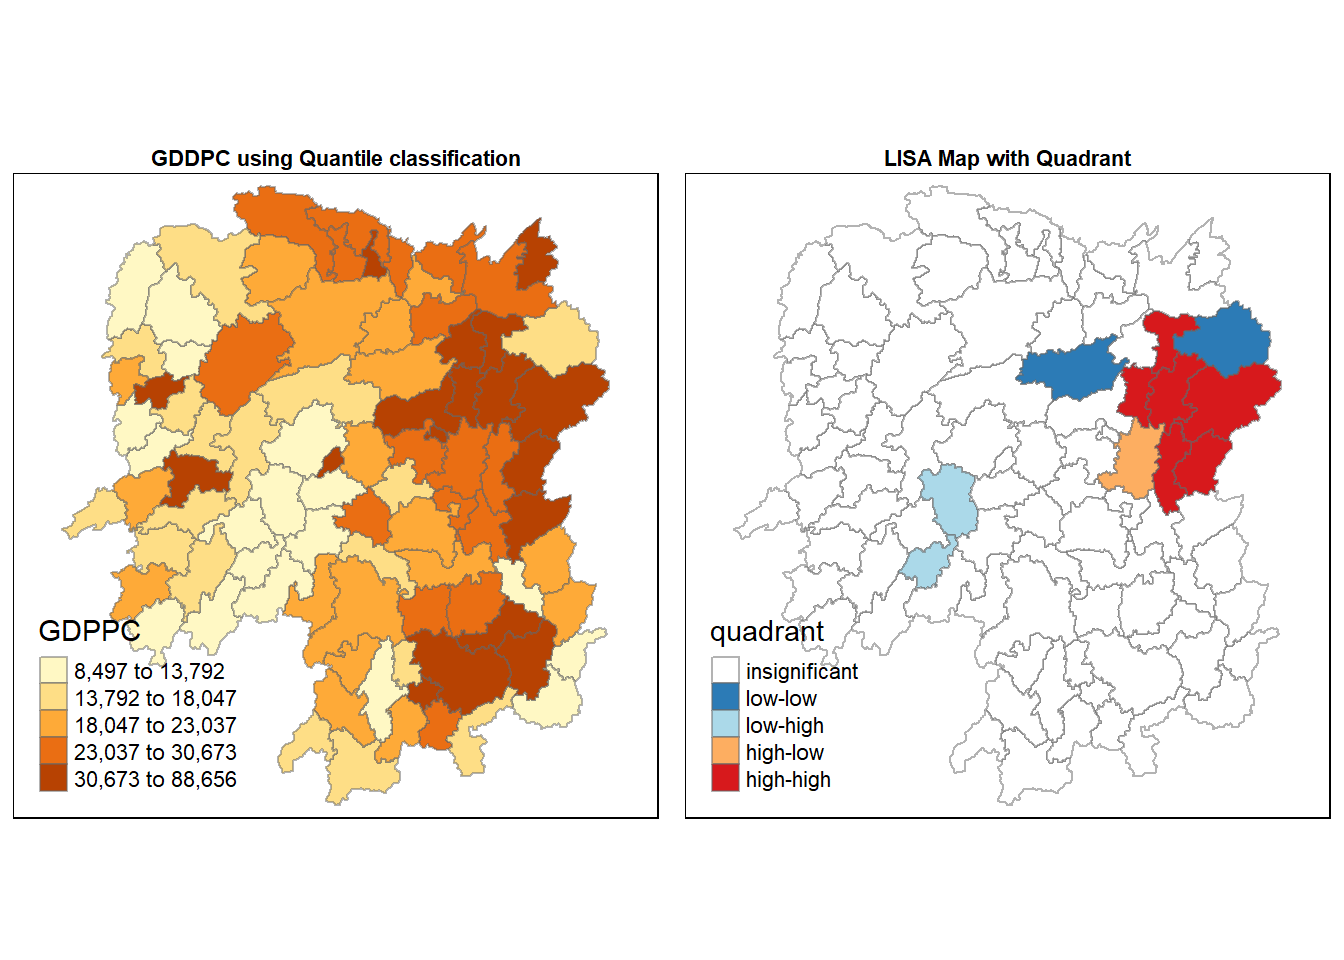 GDDPC using Quantile classification
GDPPC
8,497 to 13,792
13,792 to 18,047
18,047 to 23,037
23,037 to 30,673
30,673 to 88,656
LISA Map with Quadrant
quadrant
insignificant
low-low
low-high
high-low
high-high